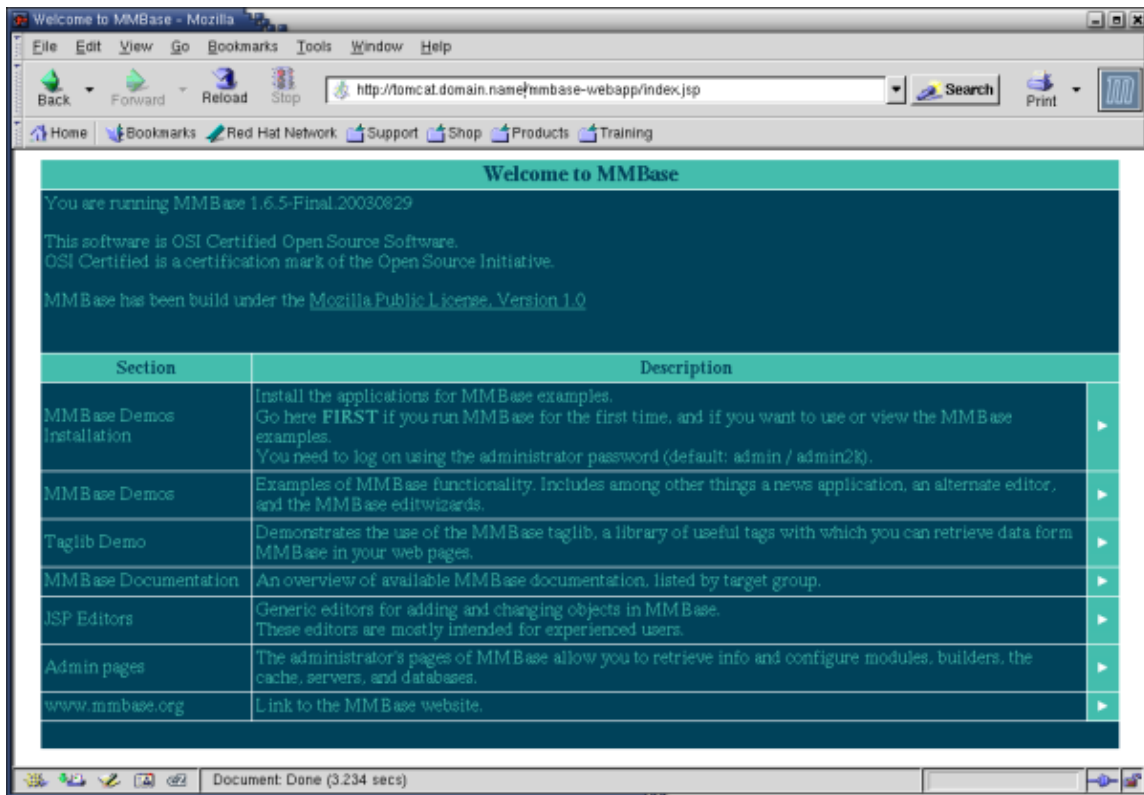 Welcome to MMBase - Mozilla
File Edit View Go Bookmarks Tools Window Help
Back Forward Reload Stop http://tomcat.domain.name/mmbase-webapp/index.jsp Search Print
Home Bookmarks Red Hat Network Support Shop Products Training
Welcome to MMBase
You are running MMBase 1.6.5-Final.20030829
This software is OSI Certified Open Source Software.
OSI Certified is a certification mark of the Open Source Initiative.
MMBase has been build under the Mozilla Public License, Version 1.0
Section Description
MMBase Demos Installation
Install the applications for MMBase examples.
Go here FIRST if you run MMBase for the first time, and if you want to use or view the MMBase
examples.
You need to log on using the administrator password (default: admin / admin2k).
MMBase Demos
Examples of MMBase functionality. Includes among other things a news application, an alternate editor,
and the MMBase editwizards.
Taglib Demo
Demonstrates the use of the MMBase taglib, a library of useful tags with which you can retrieve data form
MMBase in your web pages.
MMBase Documentation An overview of available MMBase documentation, listed by target group.
JSP Editors
Generic editors for adding and changing objects in MMBase.
These editors are mostly intended for experienced users.
Admin pages
The administrator's pages of MMBase allow you to retrieve info and configure modules, builders, the
cache, servers, and databases.
www.mmbase.org Link to the MMBase website.
Document: Done (3.234 secs)